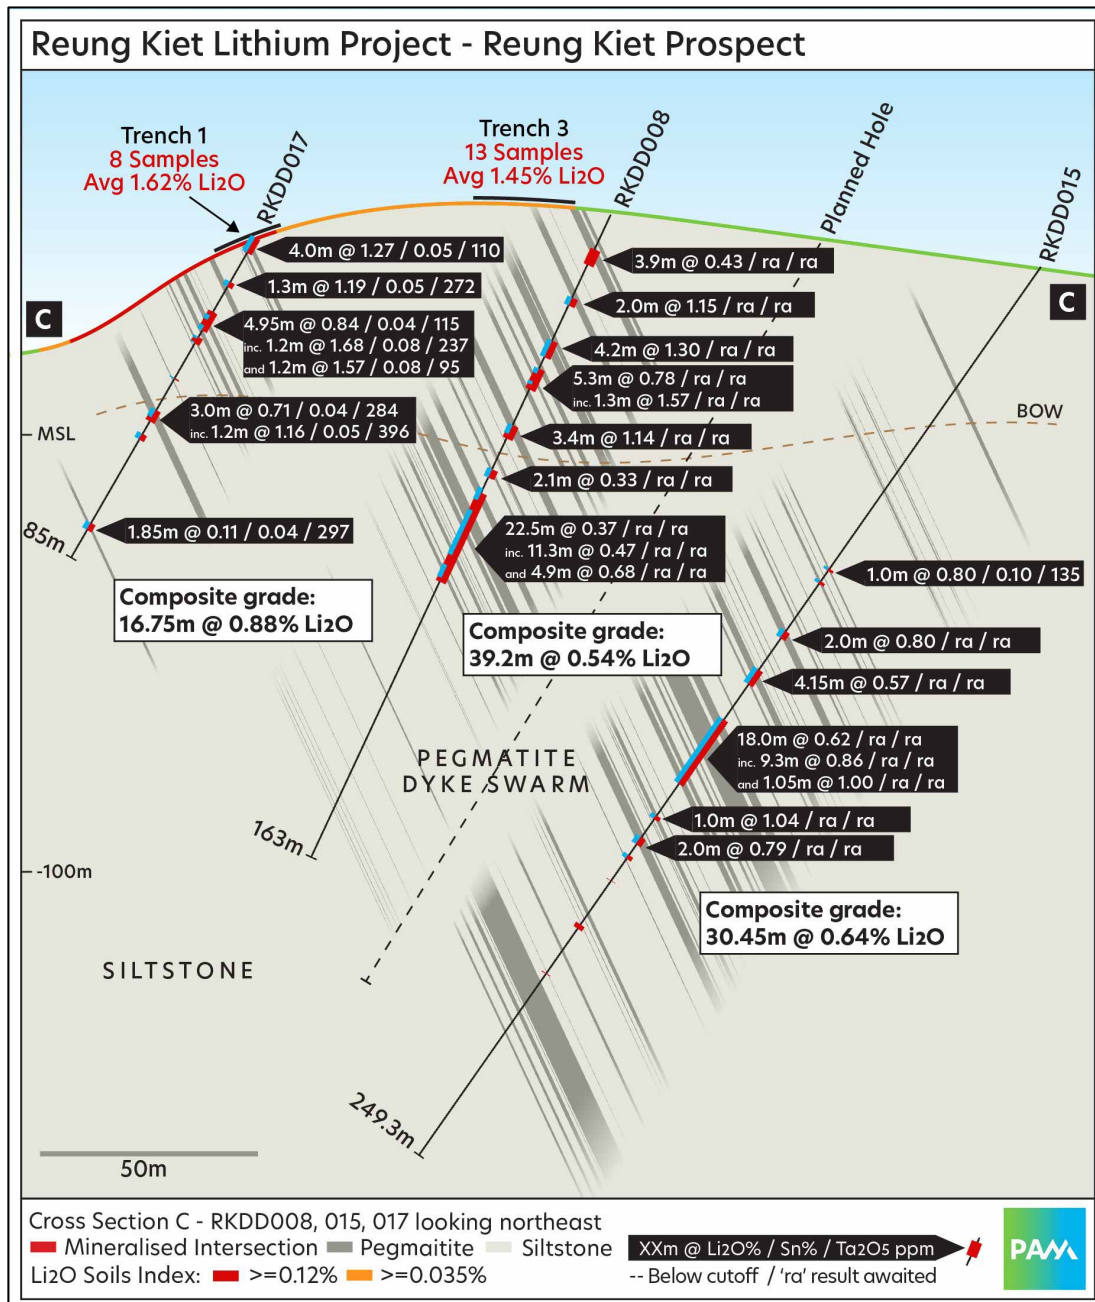 Reung Kiet Lithium Project - Reung Kiet Prospect
Trench 1
8 Samples
Avg 1.62% Li2O
RKDD017
Trench 3
13 Samples
Avg 1.45% Li2O
RKDD008
Planned Hole
RKDD015
C
C
4.0m @ 1.27 / 0.05 / 110
1.3m @ 1.19 / 0.05 / 272
4.95m @ 0.84 / 0.04 / 115
inc. 1.2m @ 1.68 / 0.08 / 237
and 1.2m @ 1.57 / 0.08 / 95
3.0m @ 0.71 / 0.04 / 284
inc. 1.2m @ 1.16 / 0.05 / 396
1.85m @ 0.11 / 0.04 / 297
85m
Composite grade:
16.75m @ 0.88% Li2O
3.9m @ 0.43 / ra / ra
2.0m @ 1.15 / ra / ra
4.2m @ 1.30 / ra / ra
5.3m @ 0.78 / ra / ra
inc. 1.3m @ 1.57 / ra / ra
3.4m @ 1.14 / ra / ra
2.1m @ 0.33 / ra / ra
22.5m @ 0.37 / ra / ra
inc. 11.3m @ 0.47 / ra / ra
and 4.9m @ 0.68 / ra / ra
Composite grade:
39.2m @ 0.54% Li2O
163m
BOW
MSL
1.0m @ 0.80 / 0.10 / 135
2.0m @ 0.80 / ra / ra
4.15m @ 0.57 / ra / ra
18.0m @ 0.62 / ra / ra
inc. 9.3m @ 0.86 / ra / ra
and 1.05m @ 1.00 / ra / ra
1.0m @ 1.04 / ra / ra
2.0m @ 0.79 / ra / ra
Composite grade:
30.45m @ 0.64% Li2O
PEGMATITE
DYKE SWARM
-100m
SILTSTONE
249.3m
50m
Cross Section C - RKDD008, 015, 017 looking northeast
Mineralised Intersection Pegmaitite Siltstone
Li2O Soils Index: >=0.12% >=0.035%
XXm @ Li2O% / Sn% / Ta2O5 ppm
-- Below cutoff / 'ra' result awaited
PAM